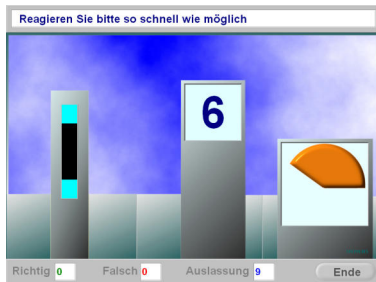 Reagieren Sie bitte so schnell wie möglich
6
Richtig 0 Falsch 0 Auslassung 9 Ende